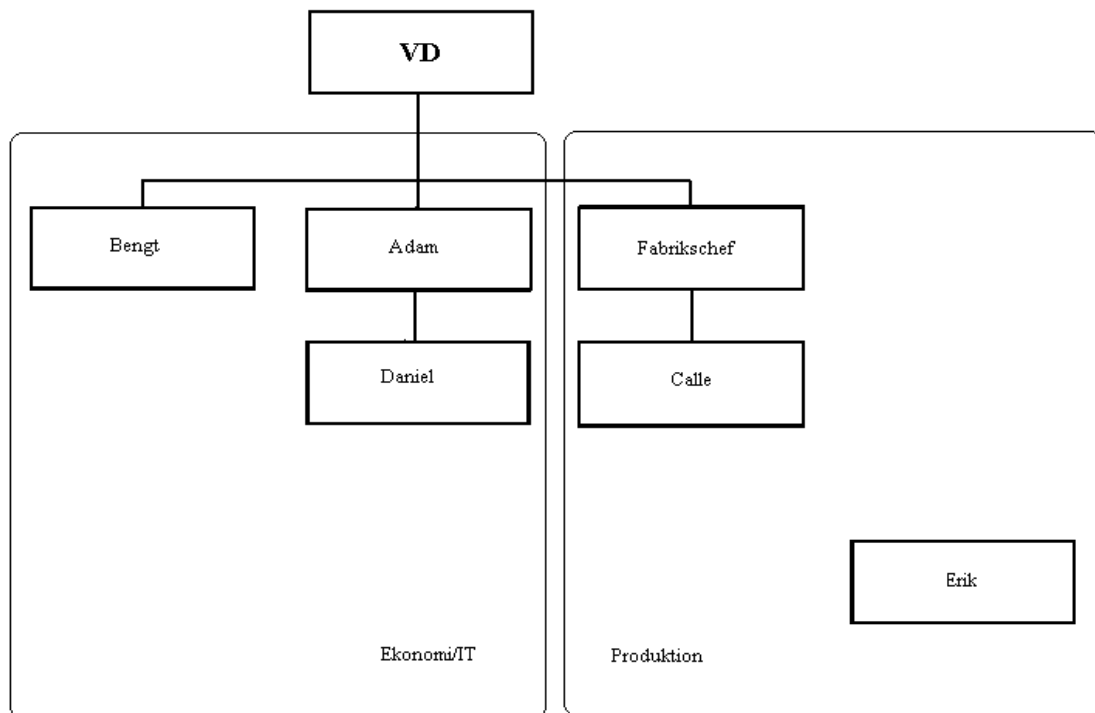 VD
Bengt
Adam
Fabrikschef
Daniel
Calle
Erik
Ekonomi/IT
Produktion